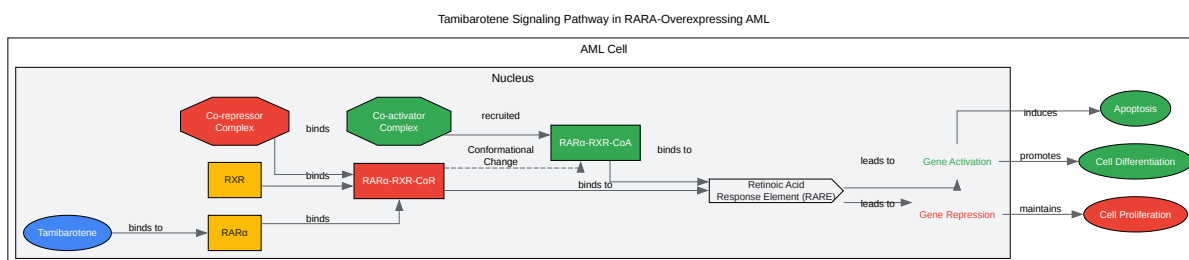 Tamibarotene Signaling Pathway in RARA-Overexpressing AML
AML Cell
Nucleus
Co-repressor
Complex
binds
Co-activator
Complex
recruited
RARα-RXR-CoA
Conformational
Change
binds to
RXR
binds
RARα-RXR-CoR
binds to
Retinoic Acid
Response Element (RARE)
Tamibarotene
binds to
RARα
binds
leads to
Gene Activation
leads to
Gene Repression
induces
Apoptosis
promotes
Cell Differentiation
maintains
Cell Proliferation